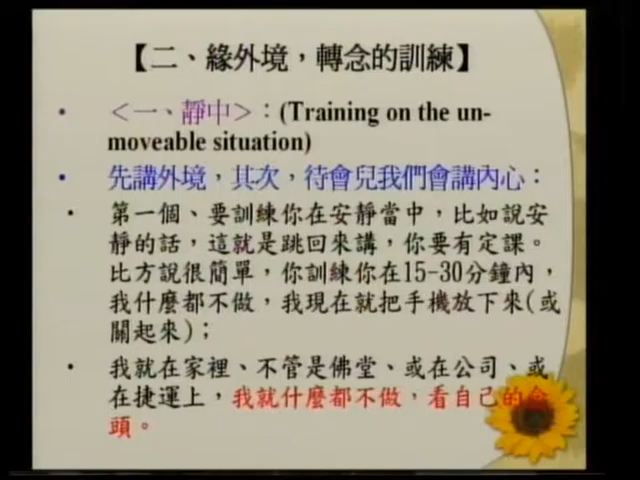 【二、緣外境，轉念的訓練】
• ＜一、靜中＞：(Training on the un-
moveable situation)
• 先講外境，其次，待會兒我們會講內心：
• 第一個、要訓練你在安靜當中，比如說安
靜的話，這就是跳回來講，你要有定課。
比方說很簡單，你訓練你在15-30分鐘內，
我什麼都不做，我現在就把手機放下來(或
關起來)；
• 我就在家裡、不管是佛堂、或在公司、或
在捷運上，我就什麼都不做，看自己的念
頭。